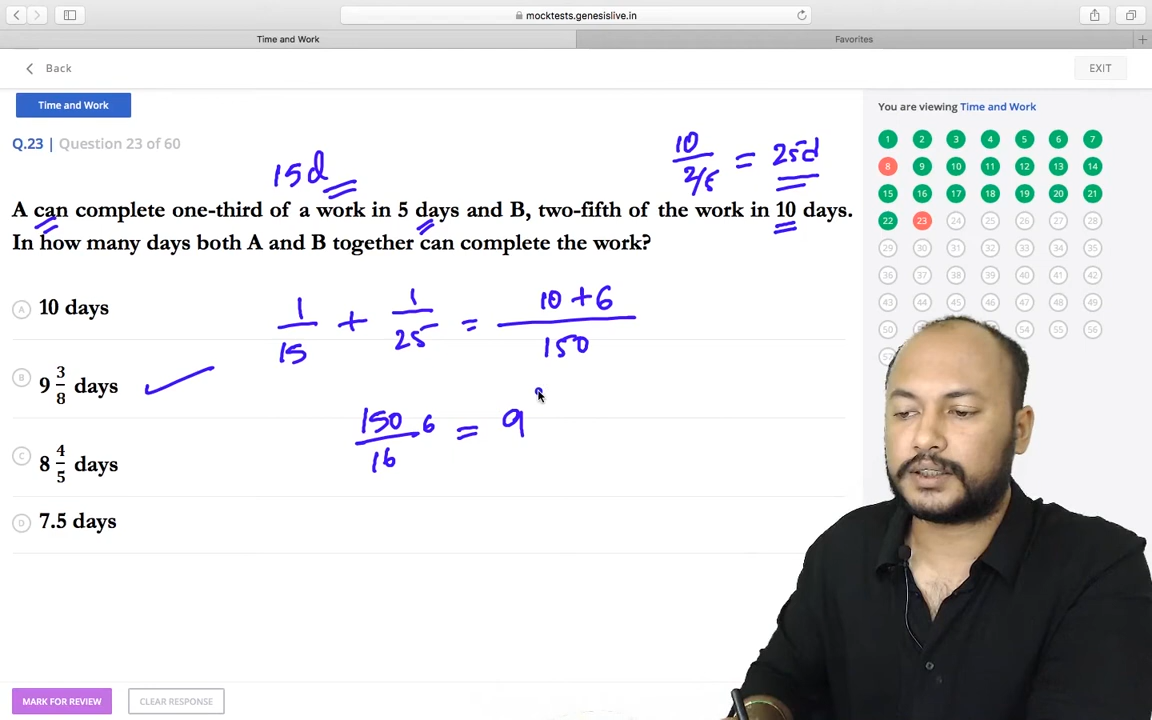 mocktests.genesislive.in
Time and Work
Favorites
Back
EXIT
Time and Work
You are viewing Time and Work
Q.23 | Question 23 of 60
1 2 3 4 5 6 7
8 9 10 11 12 13 14
15 16 17 18 19 20 21
22 23 24 25 26 27 28
29 30 31 32 33 34 35
36 37 38 39 40 41 42
43 44 45 46 47 48 49
50 53 54 55 56
15d
10/(2/5) = 25d
A can complete one-third of a work in 5 days and B, two-fifth of the work in 10 days.
In how many days both A and B together can complete the work?
A 10 days
1/15 + 1/25 = (10+6)/150
B 9 3/8 days
150/16 6 = 9
C 8 4/5 days
D 7.5 days
MARK FOR REVIEW
CLEAR RESPONSE